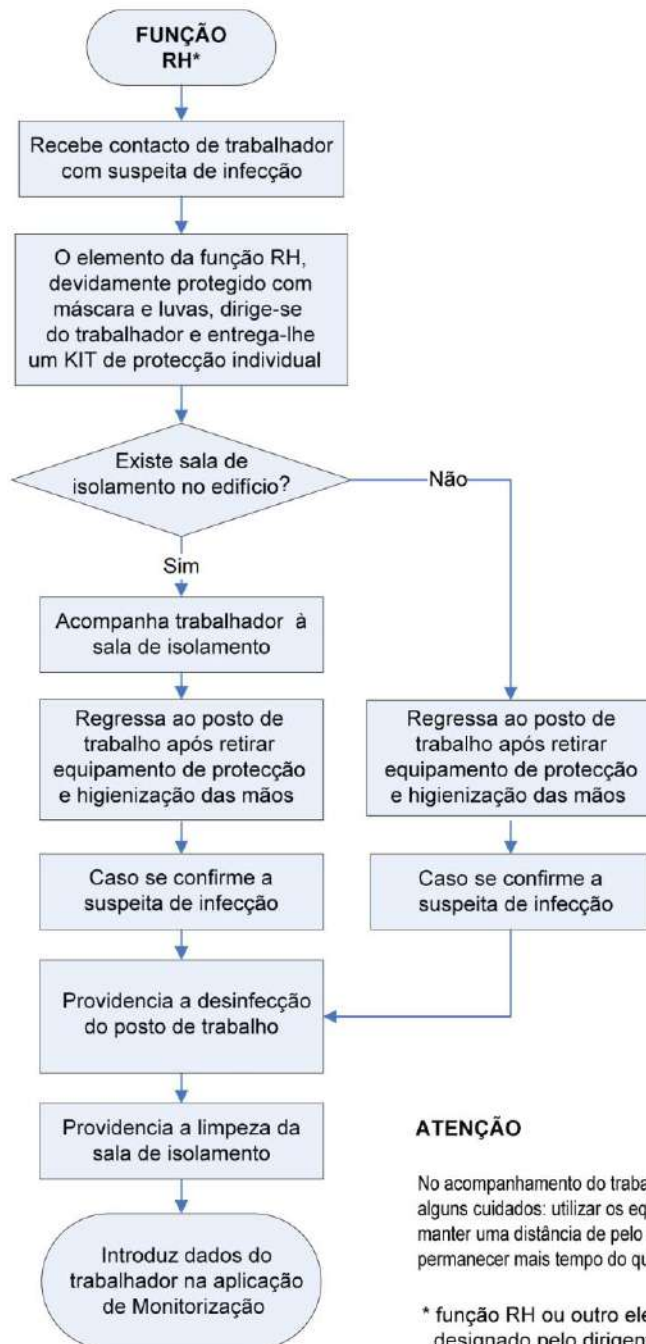 FUNÇÃO
RH*
Recebe contacto de trabalhador
com suspeita de infecção
O elemento da função RH,
devidamente protegido com
máscara e luvas, dirige-se
do trabalhador e entrega-lhe
um KIT de protecção individual
Existe sala de
isolamento no edifício?
Não
Sim
Acompanha trabalhador à
sala de isolamento
Regressa ao posto de
trabalho após retirar
equipamento de protecção
e higienização das mãos
Regressa ao posto de
trabalho após retirar
equipamento de protecção
e higienização das mãos
Caso se confirme a
suspeita de infecção
Caso se confirme a
suspeita de infecção
Providencia a desinfecção
do posto de trabalho
Providencia a limpeza da
sala de isolamento
Introduz dados do
trabalhador na aplicação
de Monitorização
ATENÇÃO
No acompanhamento do
alguns cuidados: utilizar os
manter uma distância de pelo
permanecer mais tempo do
* função RH ou outro
designado pelo